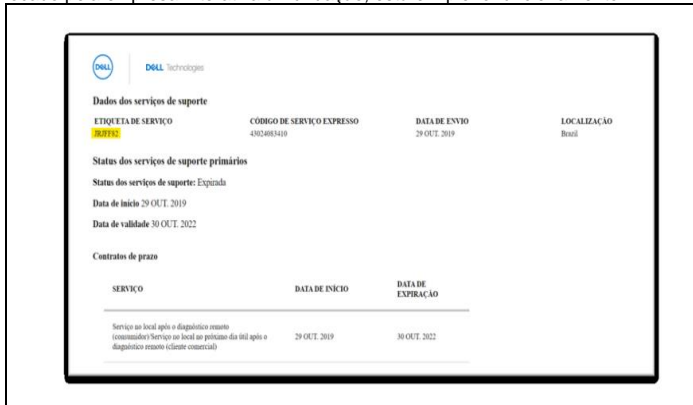 DELL
DELL Technologies
Dados dos serviços de suporte
ETIQUETA DE SERVIÇO CÓDIGO DE SERVIÇO EXPRESSO DATA DE ENVIO LOCALIZAÇÃO
43024083410 29 OUT. 2019 Brazil
Status dos serviços de suporte primários
Status dos serviços de suporte: Expirada
Data de início 29 OUT. 2019
Data de validade 30 OUT. 2022
Contratos de prazo
SERVIÇO DATA DE INÍCIO DATA DE EXPIRAÇÃO
Serviço no local após o diagnóstico remoto
(consumidor)/Serviço no local no próximo dia útil após o
diagnóstico remoto (cliente comercial)
29 OUT. 2019 30 OUT. 2022